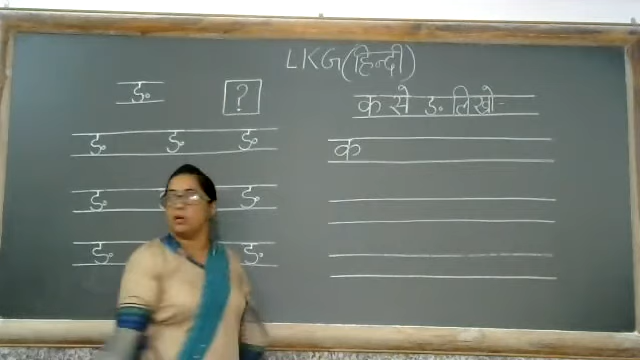 LKG(हिन्दी)
ङ ?
ङ ङ ङ
ङ ङ
ङ ङ
क से ङ लिखो-
क